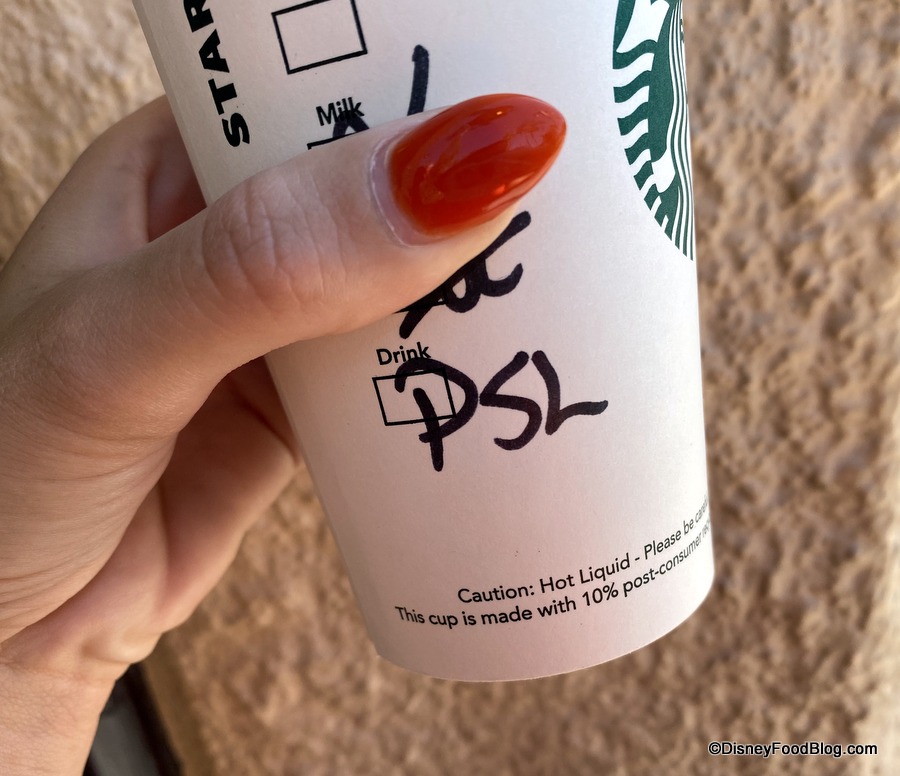 STAR
Milk
Drink
PSL
Caution: Hot Liquid - Please be
This cup is made with 10% post-consumer
©DisneyFoodBlog.com